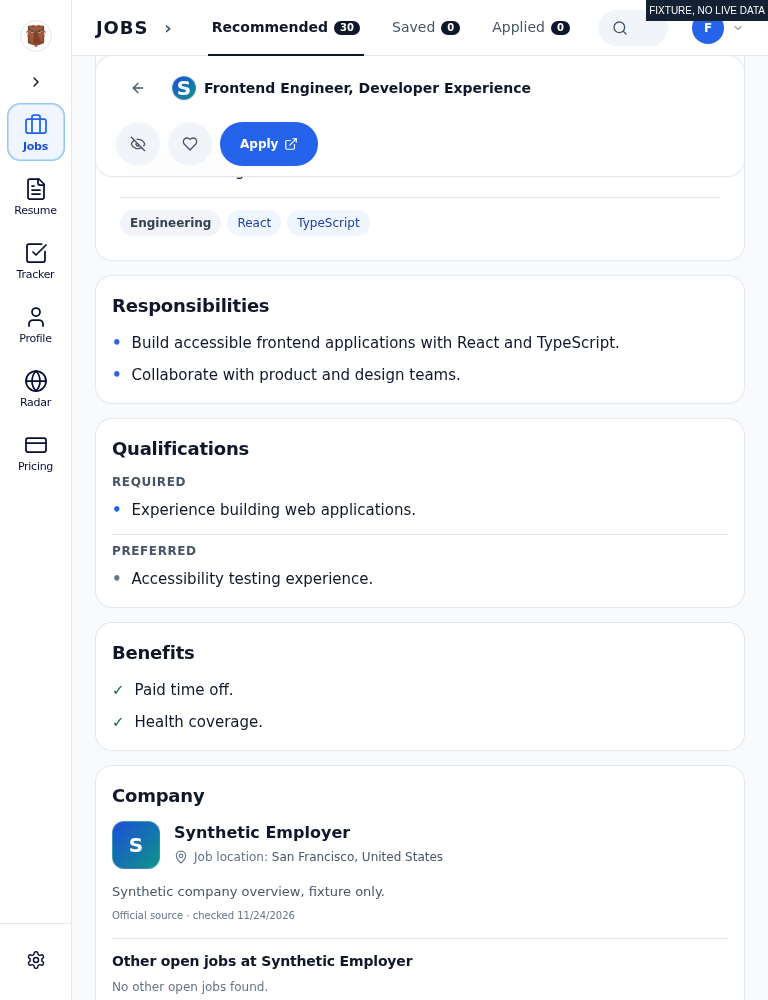 FIXTURE, NO LIVE DATA
JOBS
Recommended 30
Saved 0
Applied 0
F
Jobs
Resume
Tracker
Profile
Radar
Pricing
S Frontend Engineer, Developer Experience
Apply
Engineering React TypeScript
Responsibilities
• Build accessible frontend applications with React and TypeScript.
• Collaborate with product and design teams.
Qualifications
REQUIRED
• Experience building web applications.
PREFERRED
• Accessibility testing experience.
Benefits
✓ Paid time off.
✓ Health coverage.
Company
S
Synthetic Employer
Job location: San Francisco, United States
Synthetic company overview, fixture only.
Official source · checked 11/24/2026
Other open jobs at Synthetic Employer
No other open jobs found.